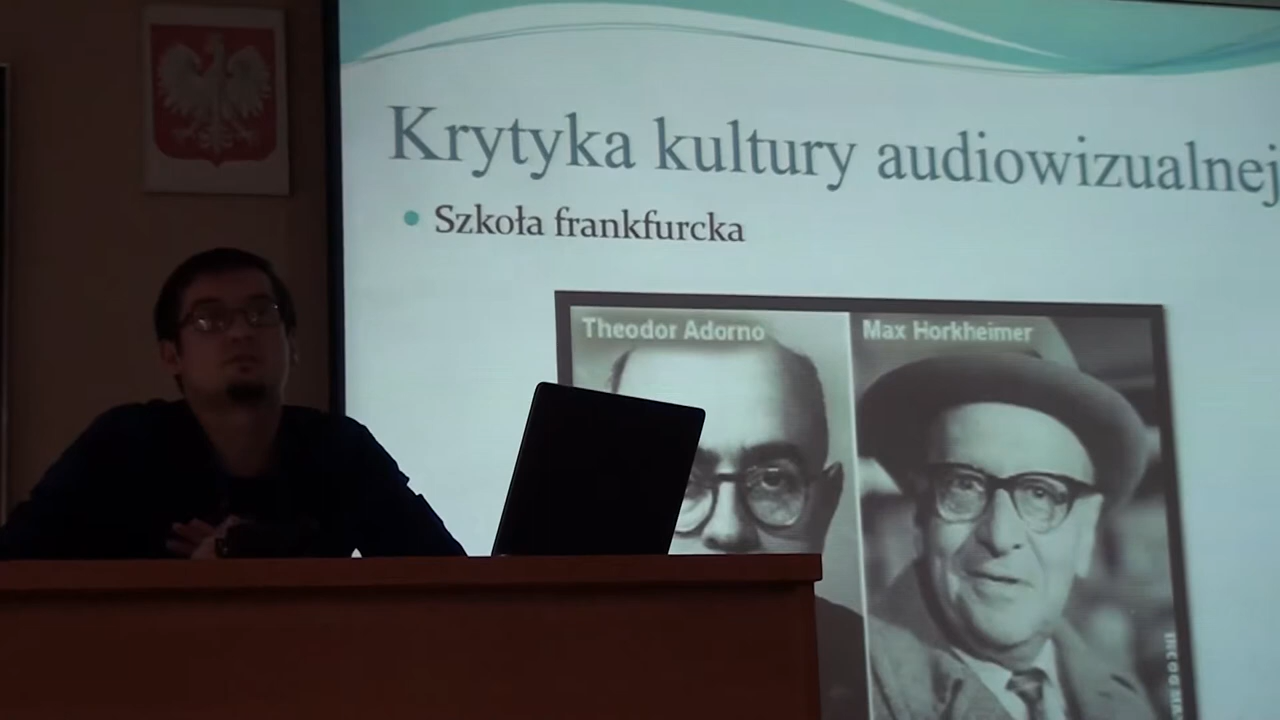 Krytyka kultury audiowizualnej
Szkoła frankfurcka
Theodor Adorno
Max Horkheimer